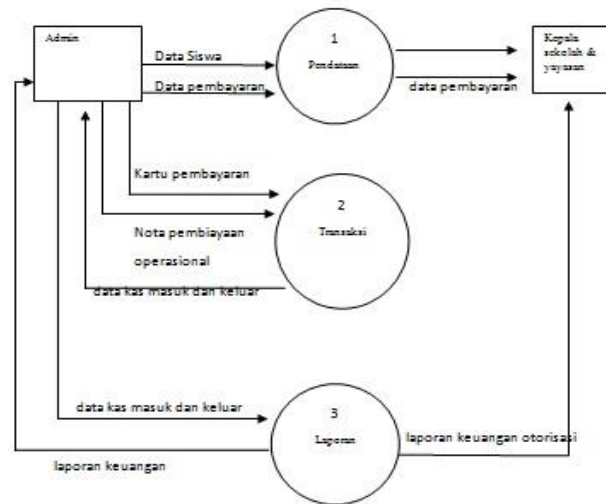 Admin
Data Siswa
Data pembayaran
1
Pendataan
data pembayaran
Kepala
sekolah &
yayasan
Kartu pembayaran
Nota pembiayaan
operasional
data kas masuk dan keluar
2
Transaksi
data kas masuk dan keluar
laporan keuangan
3
Laporan
laporan keuangan otorisasi